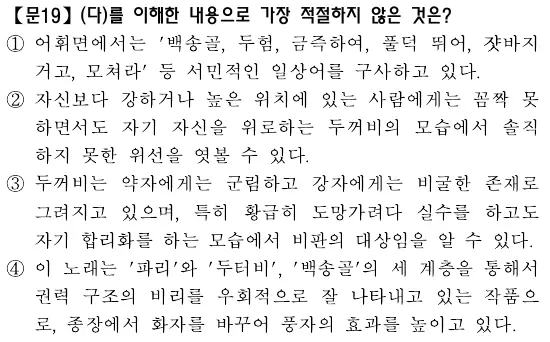 【문19】 (다)를 이해한 내용으로 가장 적절하지 않은 것은?
① 어휘면에서는 '백송골, 두험, 금즉하여, 풀덕 뛰어, 쟛바지
거고, 모쳐라' 등 서민적인 일상어를 구사하고 있다.
② 자신보다 강하거나 높은 위치에 있는 사람에게는 꼼짝 못
하면서도 자기 자신을 위로하는 두꺼비의 모습에서 솔직
하지 못한 위선을 엿볼 수 있다.
③ 두꺼비는 약자에게는 군림하고 강자에게는 비굴한 존재로
그려지고 있으며, 특히 황급히 도망가려다 실수를 하고도
자기 합리화를 하는 모습에서 비판의 대상임을 알 수 있다.
④ 이 노래는 '파리'와 '두터비', '백송골'의 세 계층을 통해서
권력 구조의 비리를 우회적으로 잘 나타내고 있는 작품으
로, 종장에서 화자를 바꾸어 풍자의 효과를 높이고 있다.